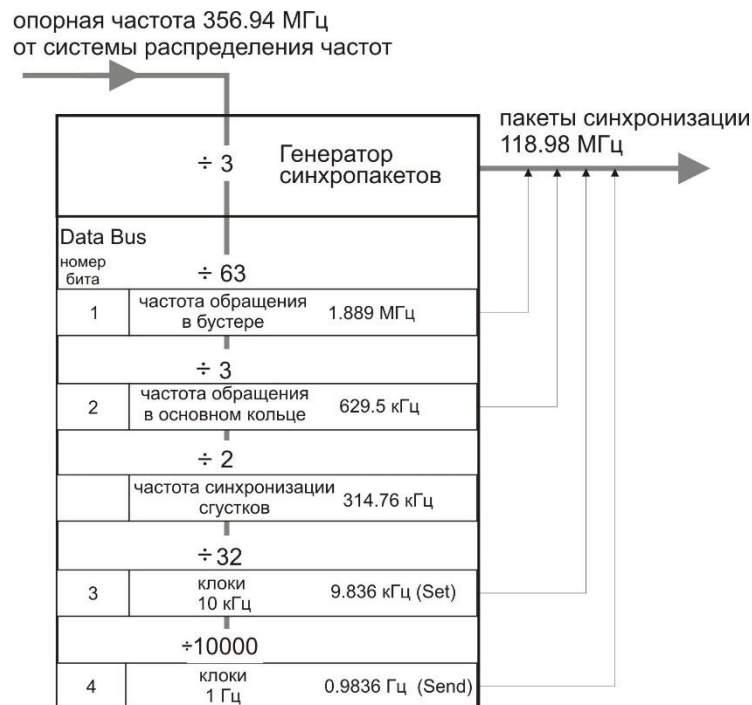 опорная частота 356.94 МГц
от системы распределения частот
пакеты синхронизации
118.98 МГц
÷ 3
Генератор
синхропакетов
Data Bus
номер
бита
÷ 63
1
частота обращения
в бустере
1.889 МГц
÷ 3
2
частота обращения
в основном кольце
629.5 кГц
÷ 2
частота синхронизации
сгустков
314.76 кГц
÷32
3
клоки
10 кГц
9.836 кГц (Set)
÷10000
4
клоки
1 Гц
0.9836 Гц (Send)